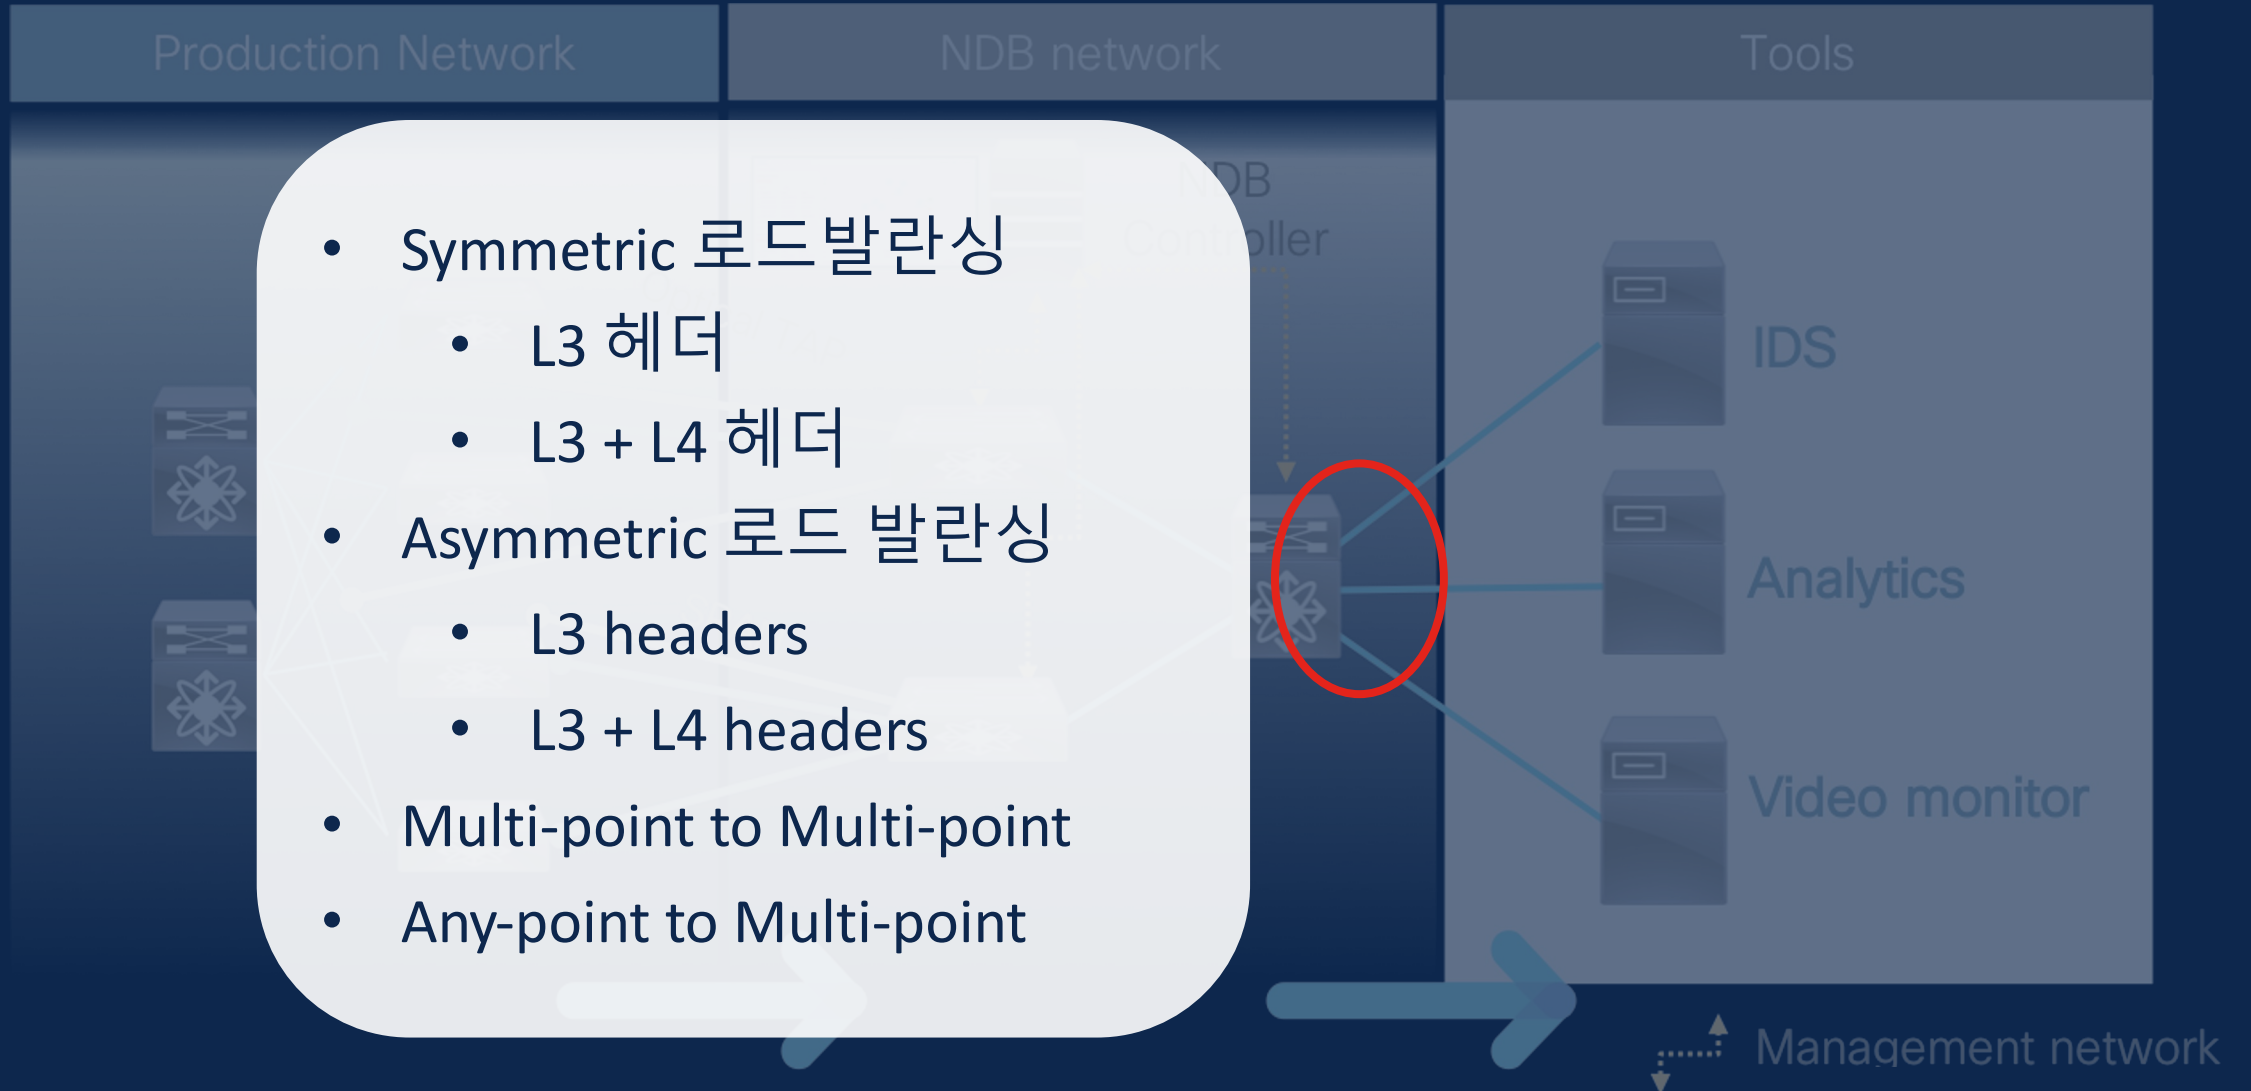 Production Network
NDB network
Tools
NDB
Controller
• Symmetric 로드발란싱
• L3 헤더
• L3 + L4 헤더
• Asymmetric 로드 발란싱
• L3 headers
• L3 + L4 headers
• Multi-point to Multi-point
• Any-point to Multi-point
IDS
Analytics
Video monitor
Management network